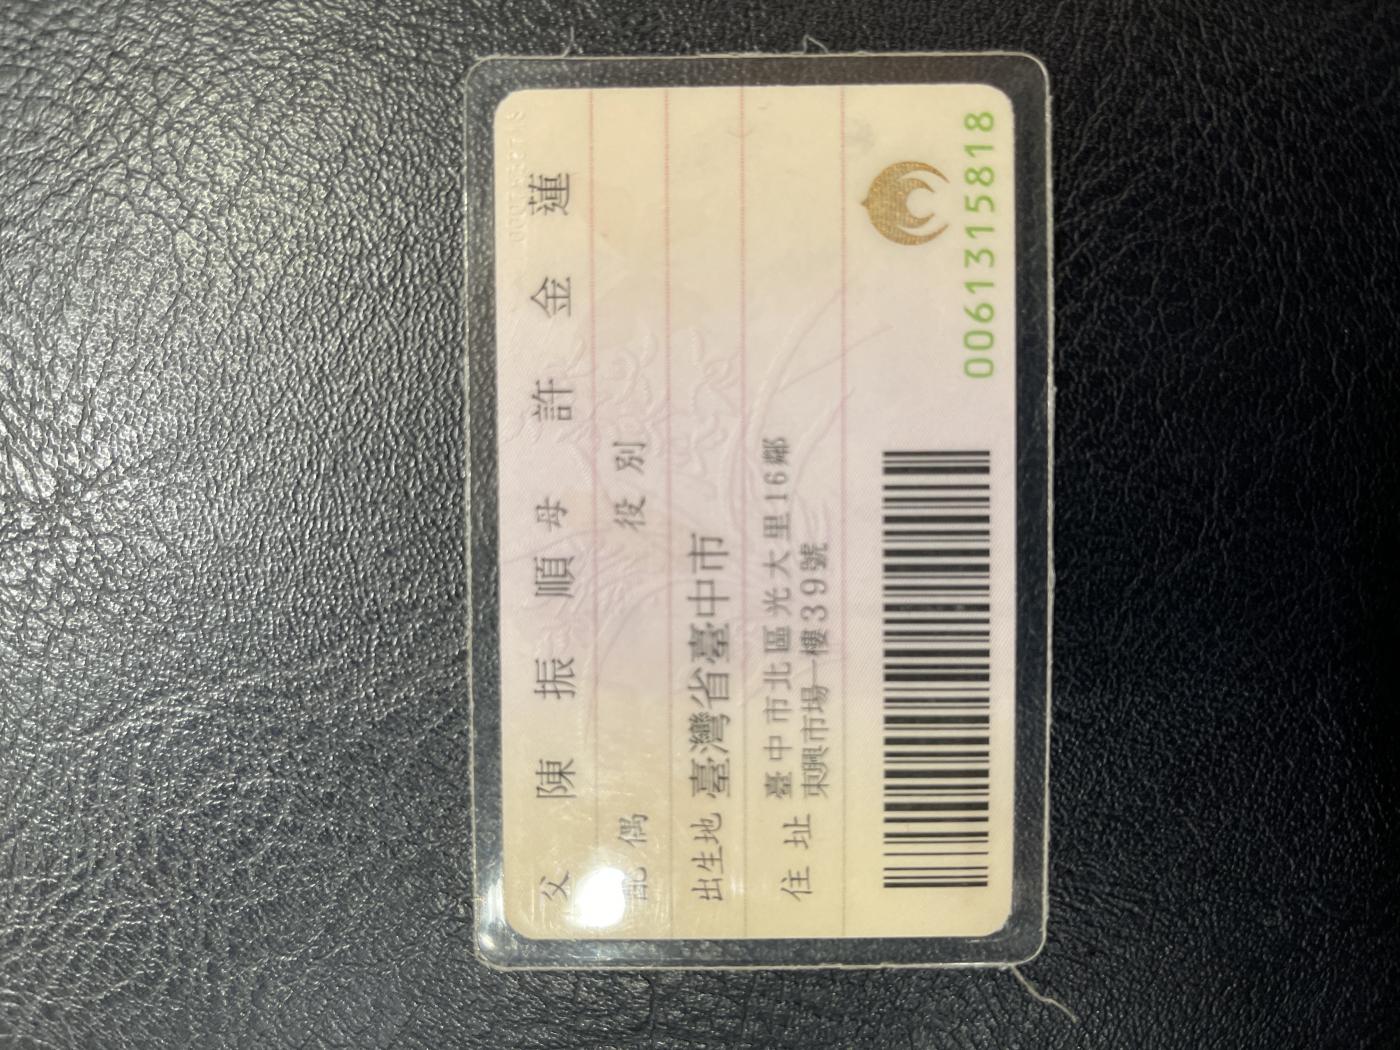 父 陳振順 母 許金蓮
配偶 役別
出生地 臺灣省臺中市
住址 臺中市北區光大里16鄰
東興市場一樓39號
0061315818